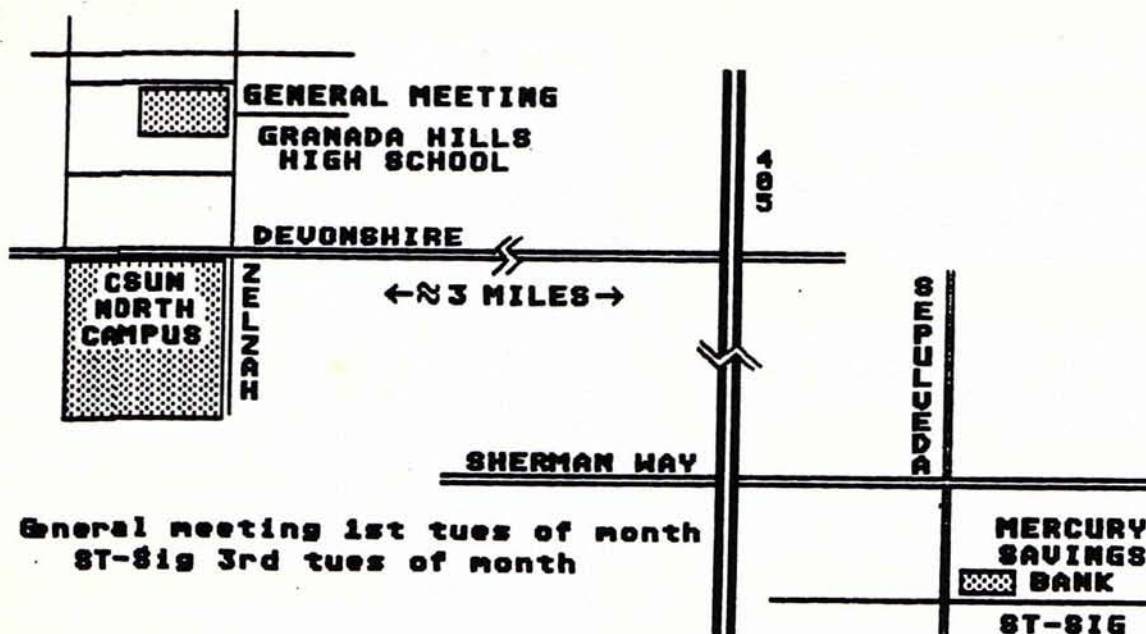 GENERAL MEETING
GRANADA HILLS
HIGH SCHOOL
405
DEVONSHIRE
CSUN
NORTH
CAMPUS
ZELZAH
←≈3 MILES→
SEPULVEDA
SHERMAN WAY
General meeting 1st tues of month
ST-Sig 3rd tues of month
MERCURY
SAVINGS
BANK
ST-SIG